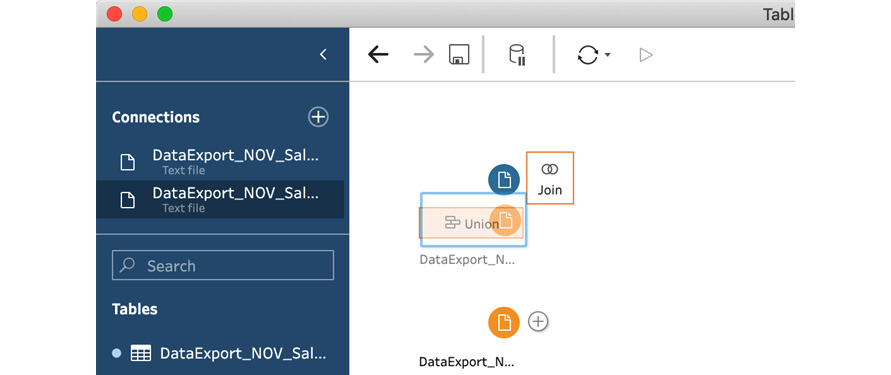 Tabl
Connections
DataExport_NOV_Sal...
Text file
DataExport_NOV_Sal...
Text file
Search
Tables
DataExport_NOV_Sal...
Join
Union
DataExport_N...
DataExport_N...